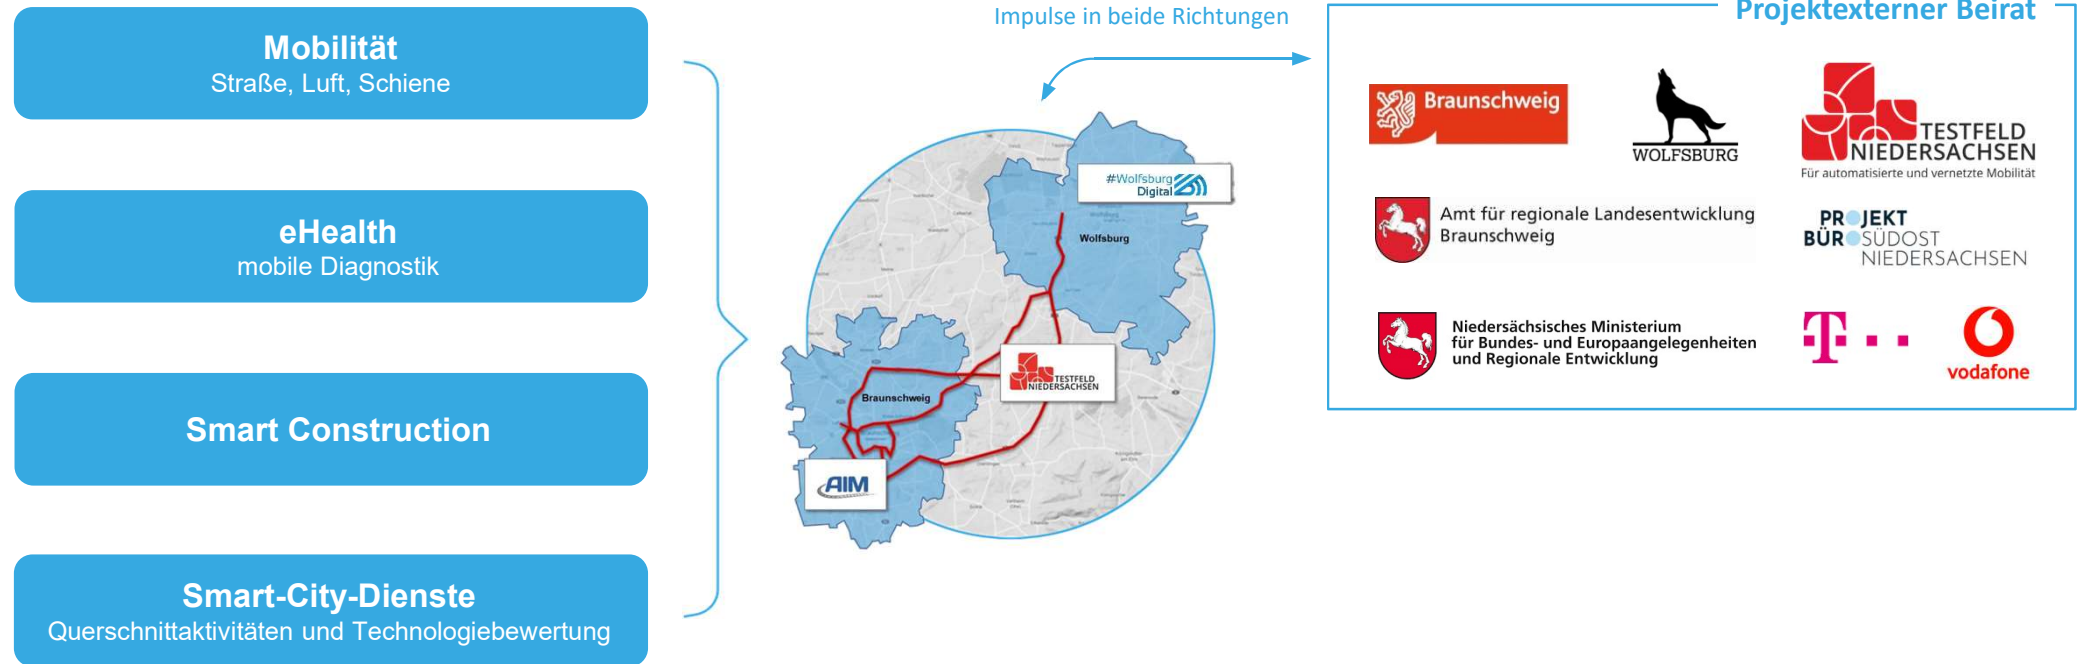 Mobilität
Straße, Luft, Schiene
eHealth
mobile Diagnostik
Smart Construction
Smart-City-Dienste
Querschnittaktivitäten und Technologiebewertung
Impulse in beide Richtungen
#Wolfsburg
Digital
Wolfsburg
TESTFELD
NIEDERSACHSEN
Braunschweig
AIM
Projektexterner Beirat
Braunschweig
WOLFSBURG
TESTFELD
NIEDERSACHSEN
Für automatisierte und vernetzte Mobilität
Amt für regionale Landesentwicklung
Braunschweig
PROJEKT
BÜRO SÜDOST
NIEDERSACHSEN
Niedersächsisches Ministerium
für Bundes- und Europaangelegenheiten
und Regionale Entwicklung
T
vodafone